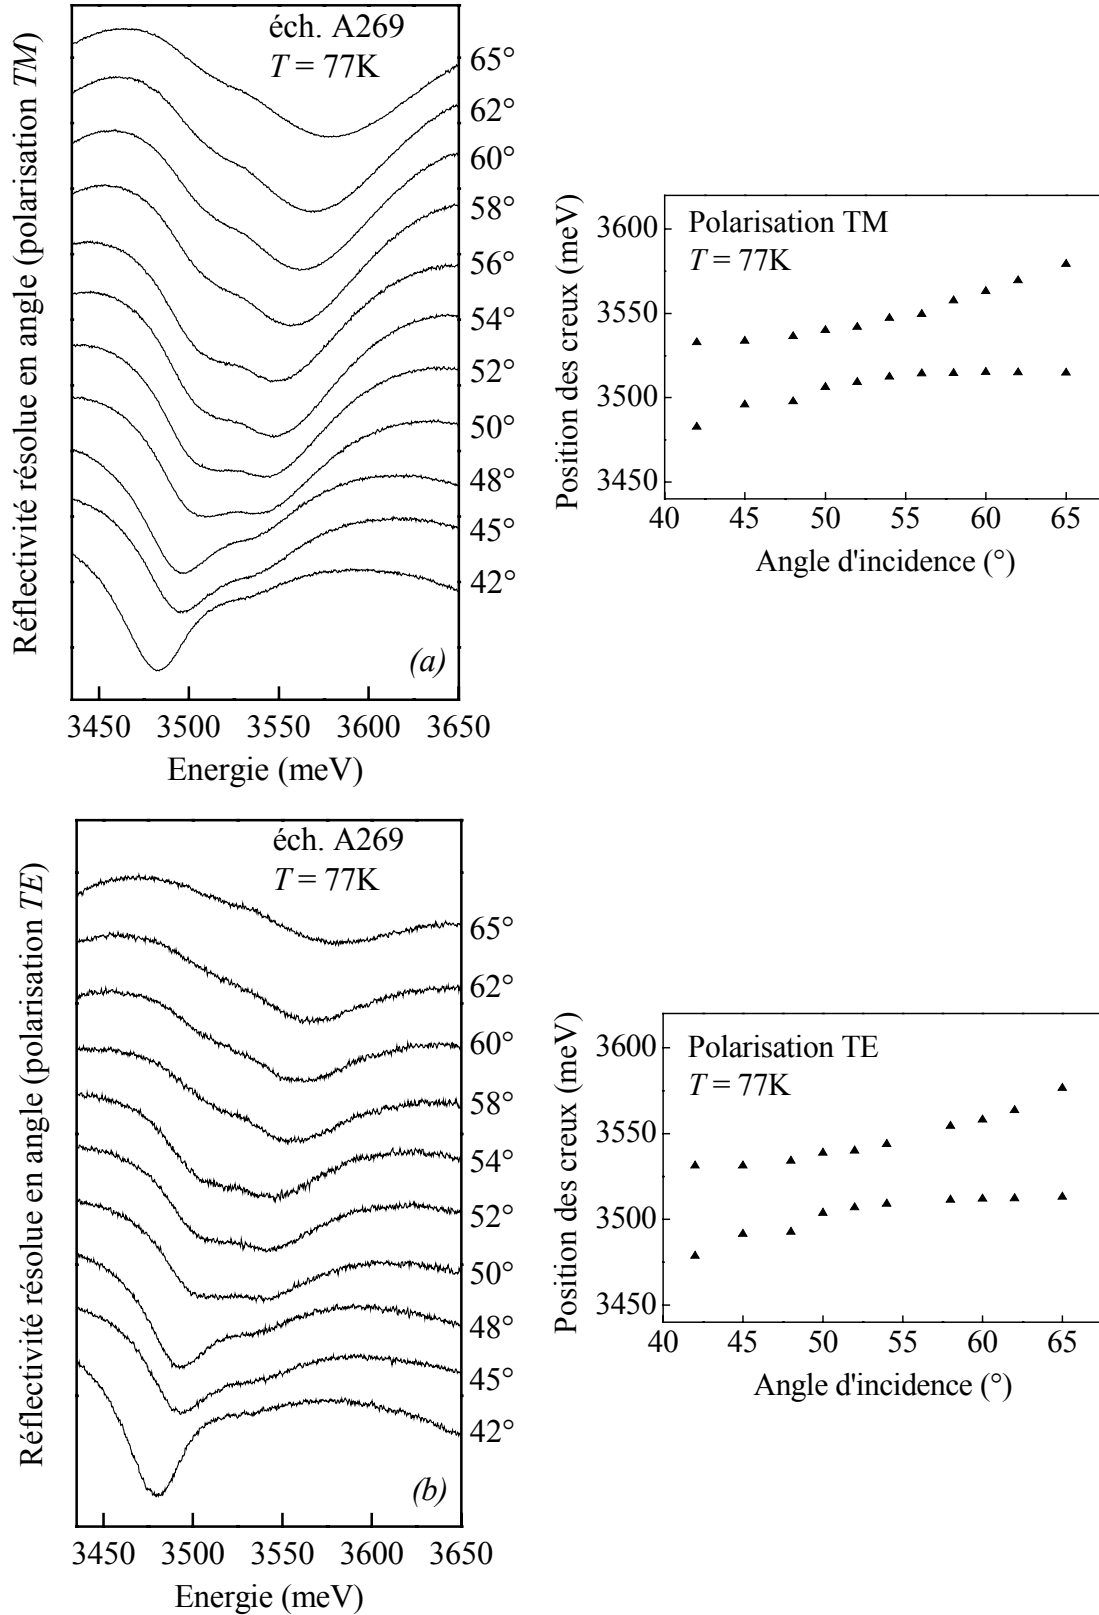 Réflectivité résolue en angle (polarisation TM)
éch. A269
T = 77K
65°
62°
60°
58°
56°
54°
52°
50°
48°
45°
42°
(a)
3450 3500 3550 3600 3650
Energie (meV)
Position des creux (meV)
Polarisation TM
T = 77K
3600
3550
3500
3450
40 45 50 55 60 65
Angle d'incidence (°)
Réflectivité résolue en angle (polarisation TE)
éch. A269
T = 77K
65°
62°
60°
58°
54°
52°
50°
48°
45°
42°
(b)
3450 3500 3550 3600 3650
Energie (meV)
Position des creux (meV)
Polarisation TE
T = 77K
3600
3550
3500
3450
40 45 50 55 60 65
Angle d'incidence (°)